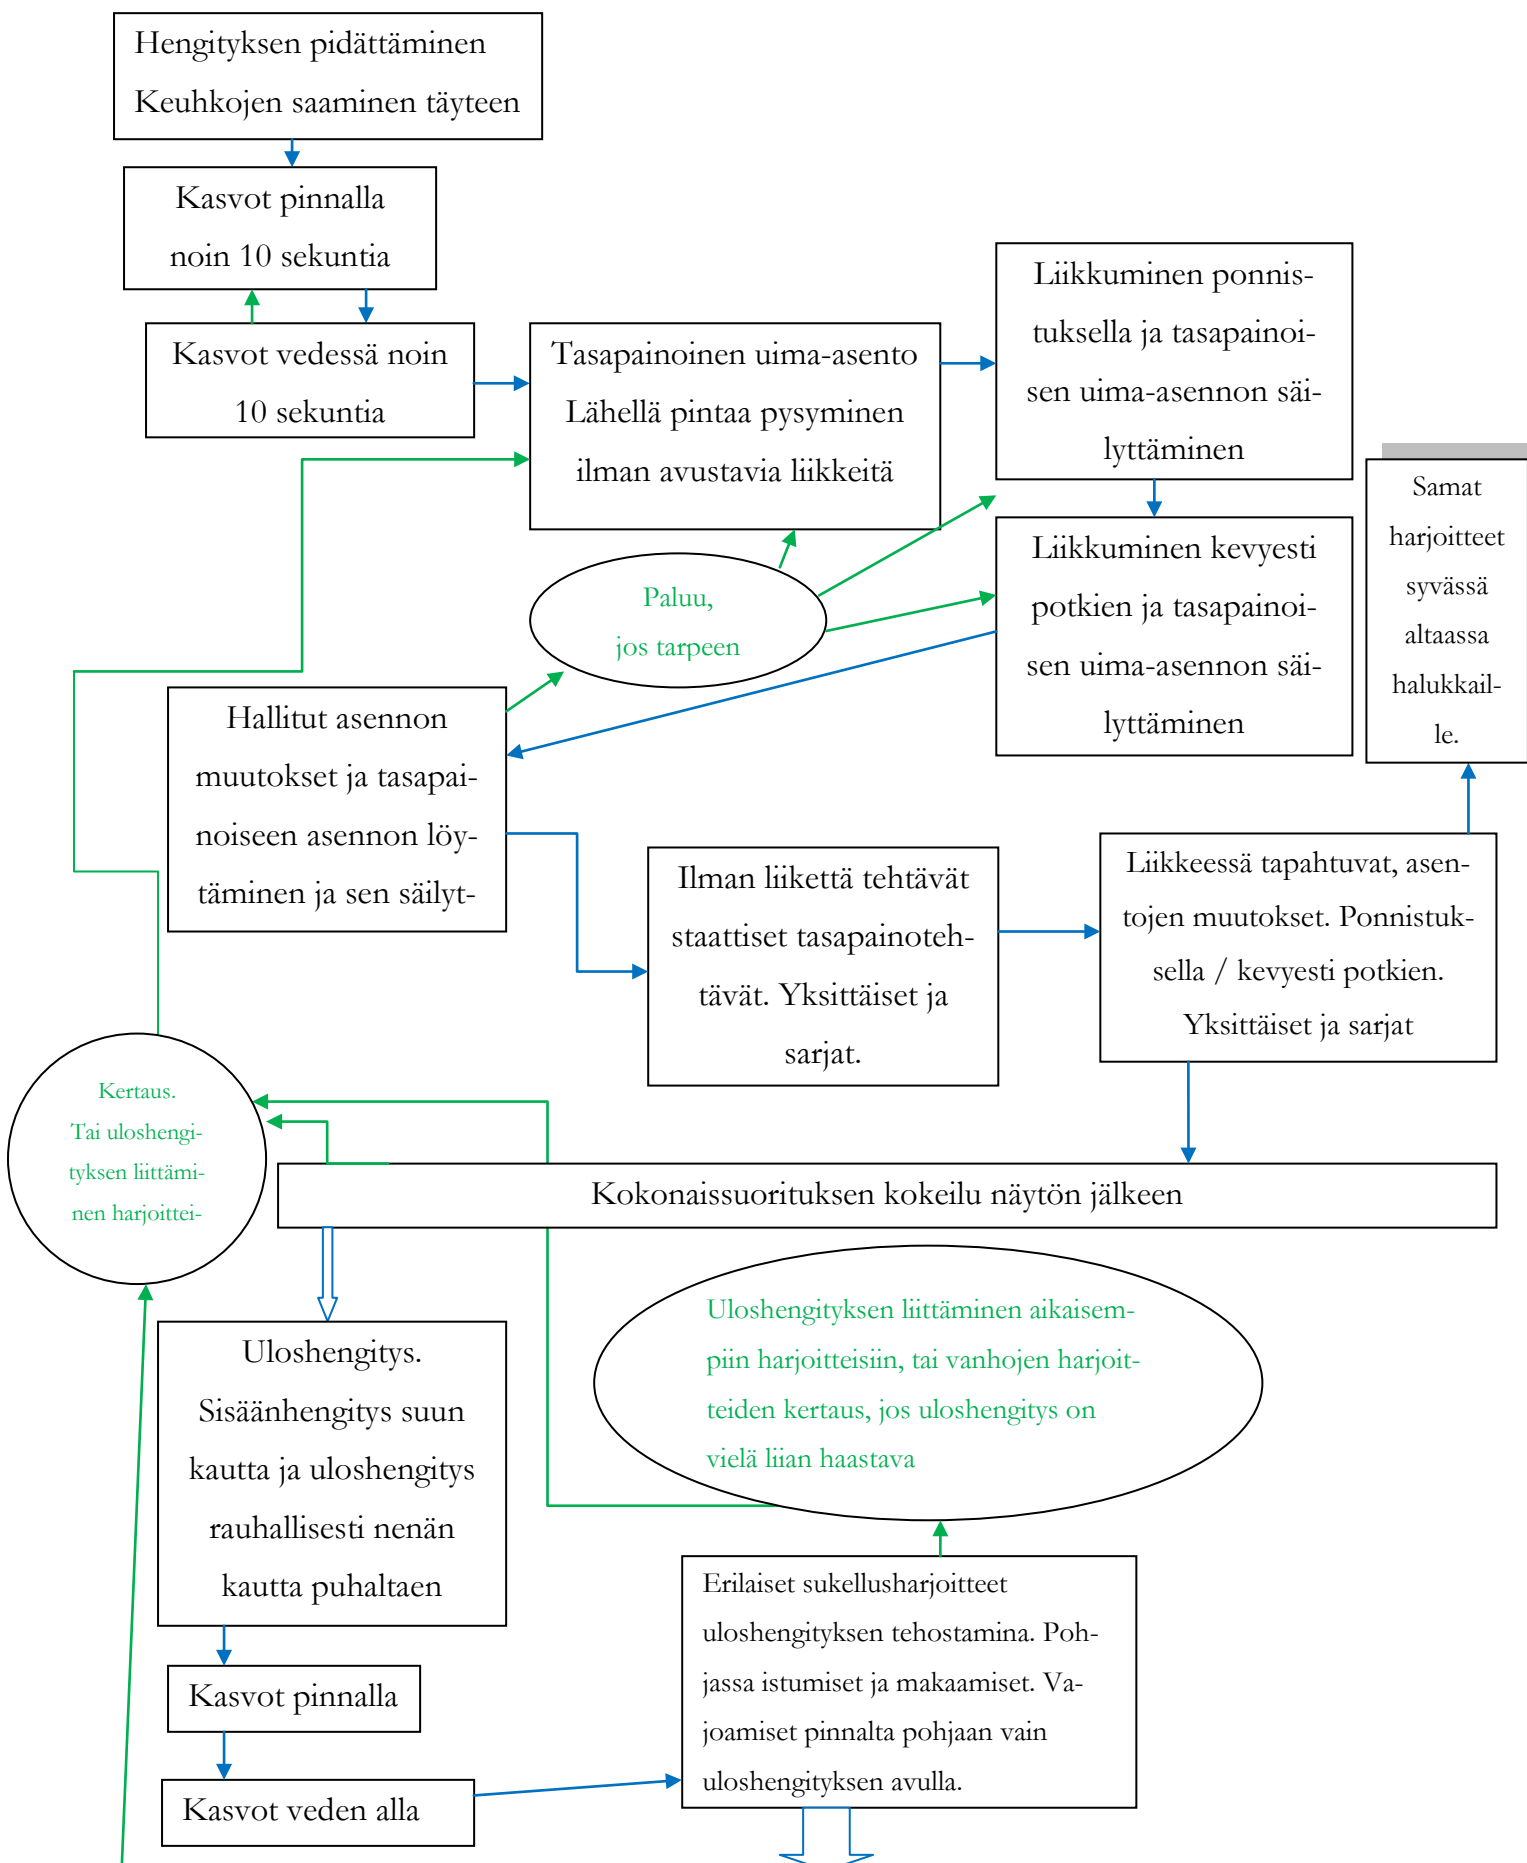 Hengityksen pidättäminen
Keuhkojen saaminen täyteen
Kasvot pinnalla
noin 10 sekuntia
Kasvot vedessä noin
10 sekuntia
Tasapainoinen uima-asento
Lähellä pintaa pysyminen
ilman avustavia liikkeitä
Liikkuminen ponnis-
tuksella ja tasapainoi-
sen uima-asennon säi-
lyttäminen
Liikkuminen kevyesti
potkien ja tasapainoi-
sen uima-asennon säi-
lyttäminen
Samat
harjoitteet
syvässä
altaassa
halukkail-
le.
Paluu,
jos tarpeen
Hallitut asennon
muutokset ja tasapai-
noiseen asennon löy-
täminen ja sen säilyt-
Ilman liikettä tehtävät
staattiset tasapainoteh-
tävät. Yksittäiset ja
sarjat.
Liikkeessä tapahtuvat, asen-
tojen muutokset. Ponnistuk-
sella / kevyesti potkien.
Yksittäiset ja sarjat
Kertaus.
Tai uloshengi-
tyksen liittämi-
nen harjoittei-
Kokonaissuorituksen kokeilu näytön jälkeen
Uloshengitys.
Sisäänhengitys suun
kautta ja uloshengitys
rauhallisesti nenän
kautta puhaltaen
Uloshengityksen liittäminen aikaisem-
piin harjoitteisiin, tai vanhojen harjoit-
teiden kertaus, jos uloshengitys on
vielä liian haastava
Kasvot pinnalla
Kasvot veden alla
Erilaiset sukellusharjoitteet
uloshengityksen tehostamina. Poh-
jassa istumiset ja makaamiset. Va-
joamiset pinnalta pohjaan vain
uloshengityksen avulla.